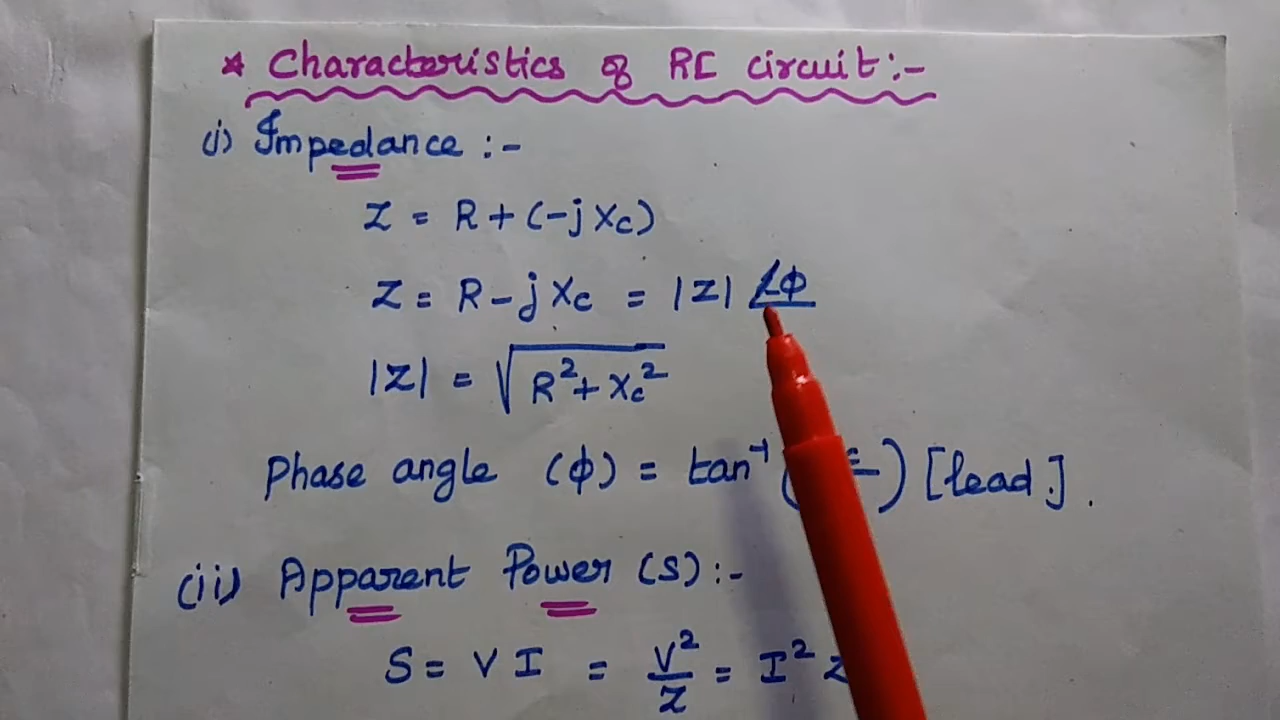 * Characteristics of RC circuit:-
(i) Impedance :-
Z = R + (-j Xc)
Z = R - j Xc = |Z| ∠ϕ
|Z| = √(R² + Xc²)
Phase angle (ϕ) = tan⁻¹ ( ) [lead].
(ii) Apparent Power (S):-
S = V I = V²/Z = I² Z